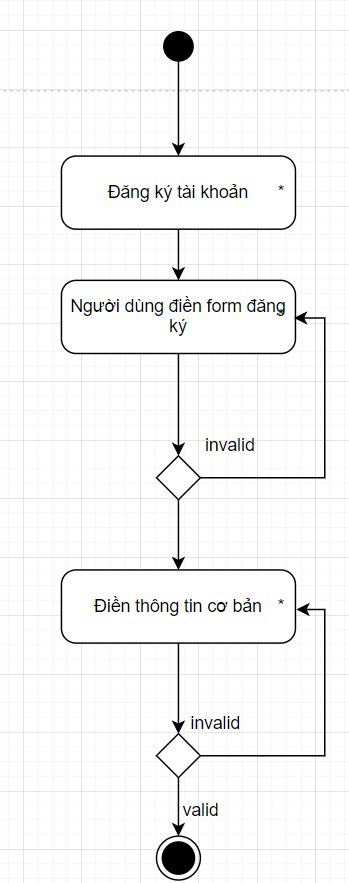 Đăng ký tài khoản *
Người dùng điền form đăng
ký
invalid
Điền thông tin cơ bản *
invalid
valid